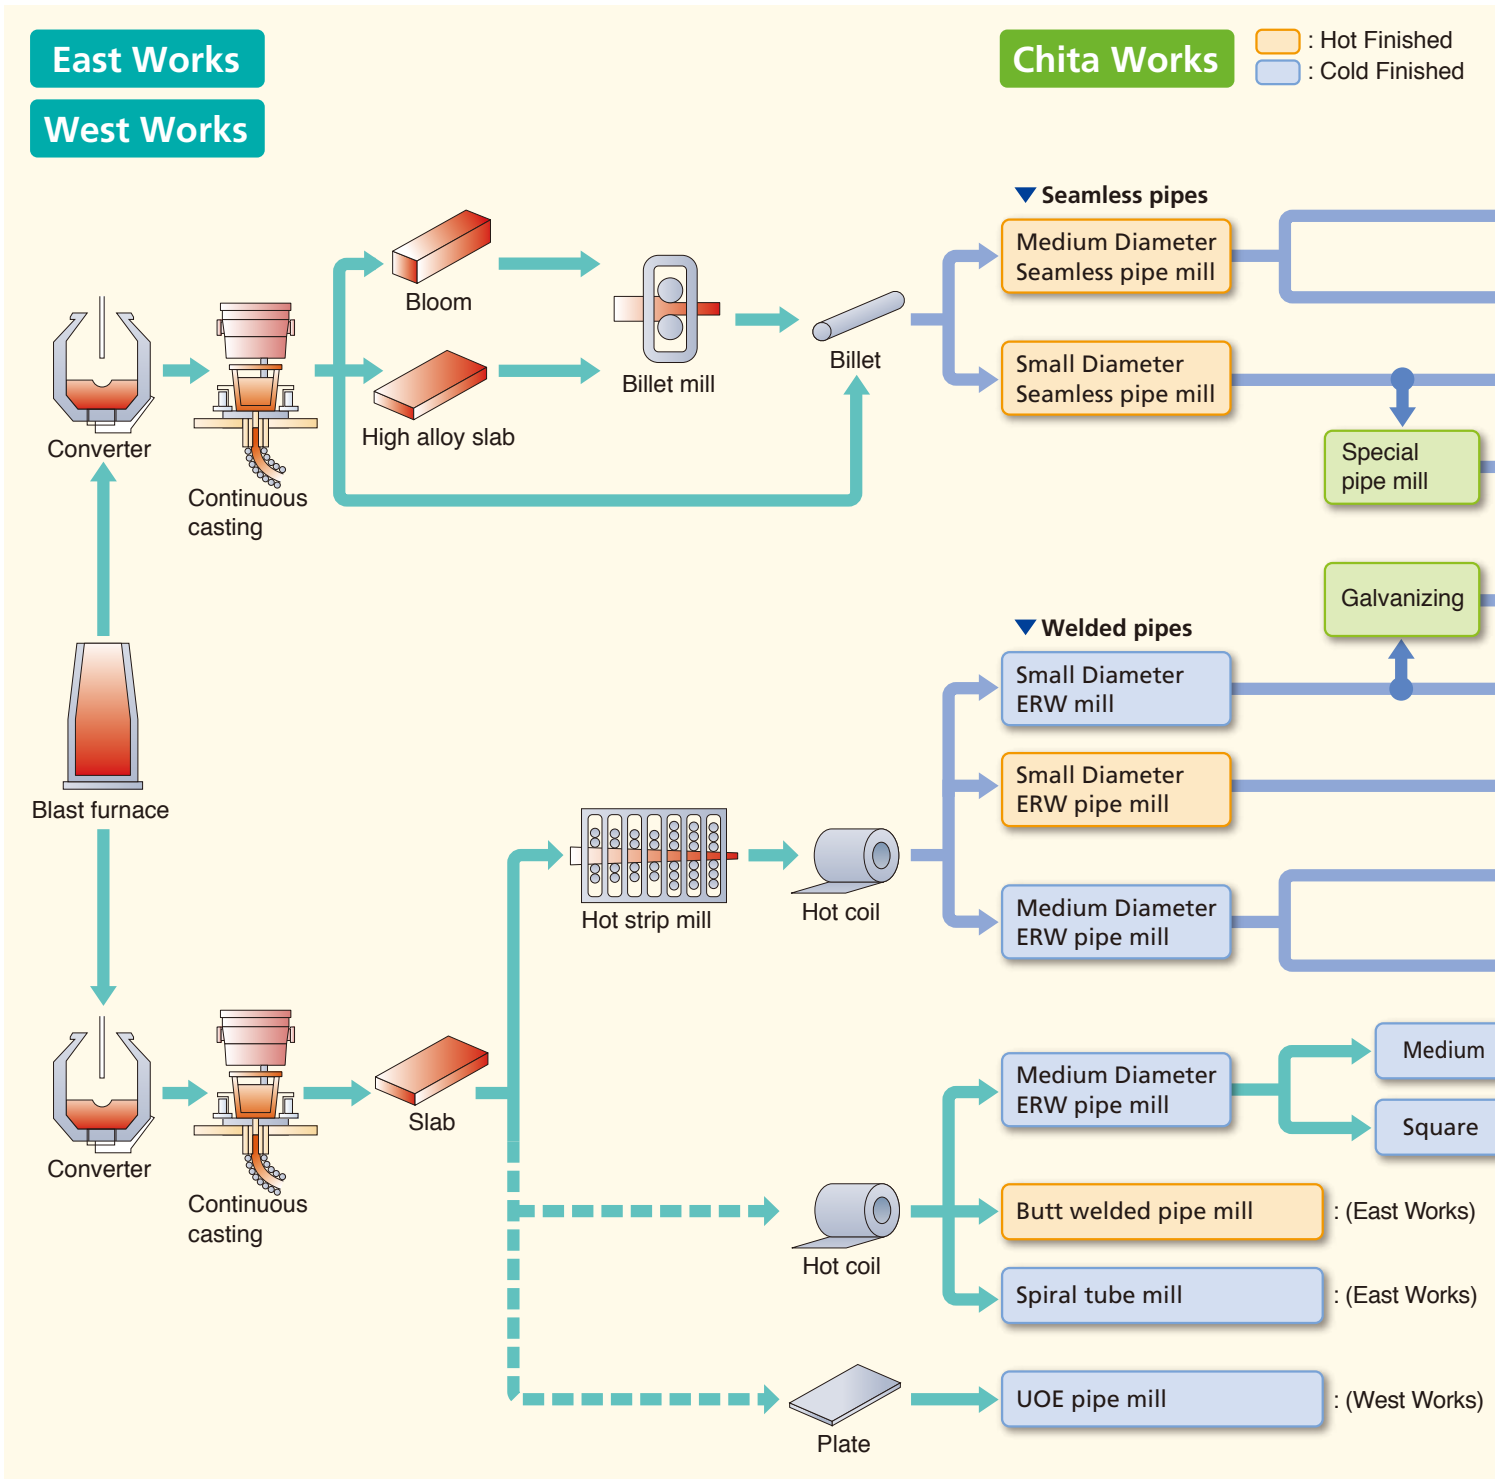 East Works
West Works
Chita Works
: Hot Finished
: Cold Finished
▼ Seamless pipes
Medium Diameter
Seamless pipe mill
Bloom
Billet mill
Billet
Small Diameter
Seamless pipe mill
High alloy slab
Converter
Continuous
casting
Special
pipe mill
Galvanizing
▼ Welded pipes
Small Diameter
ERW mill
Small Diameter
ERW pipe mill
Blast furnace
Hot strip mill
Hot coil
Medium Diameter
ERW pipe mill
Medium Diameter
ERW pipe mill
Medium
Square
Slab
Converter
Continuous
casting
Hot coil
Butt welded pipe mill
: (East Works)
Spiral tube mill
: (East Works)
UOE pipe mill
: (West Works)
Plate